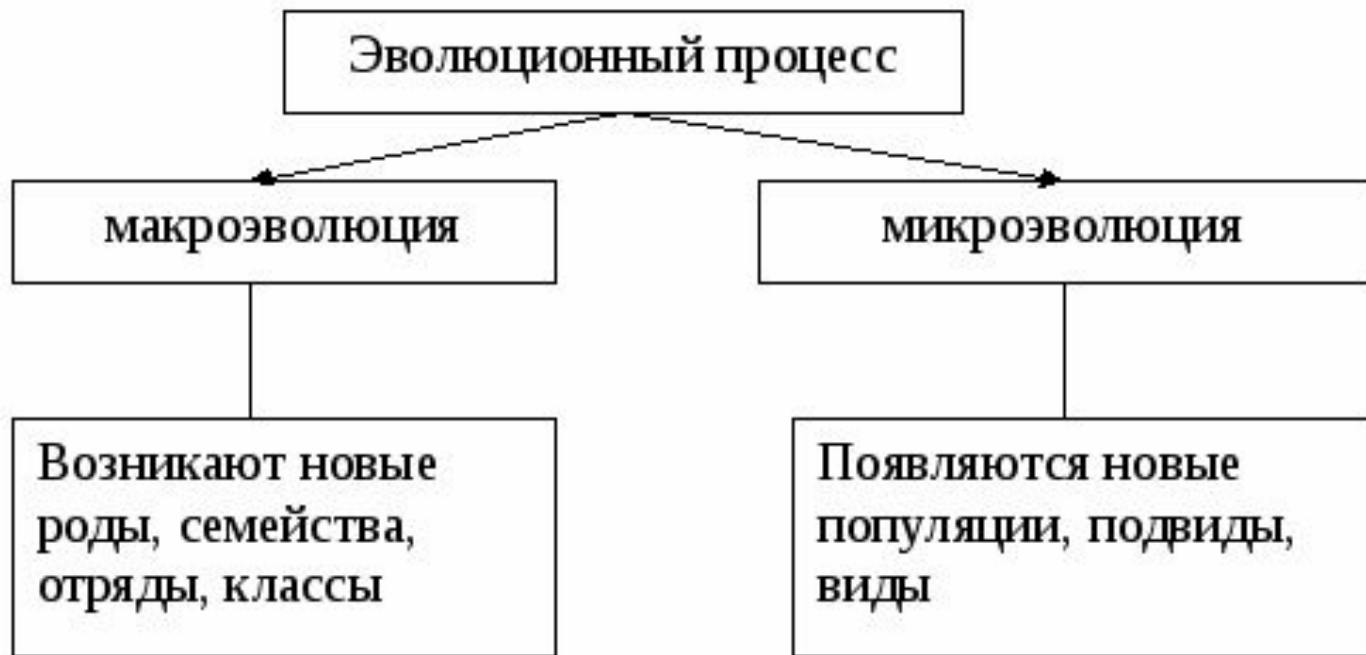 Эволюционный процесс
макроэволюция
микроэволюция
Возникают новые
роды, семейства,
отряды, классы
Появляются новые
популяции, подвиды,
виды